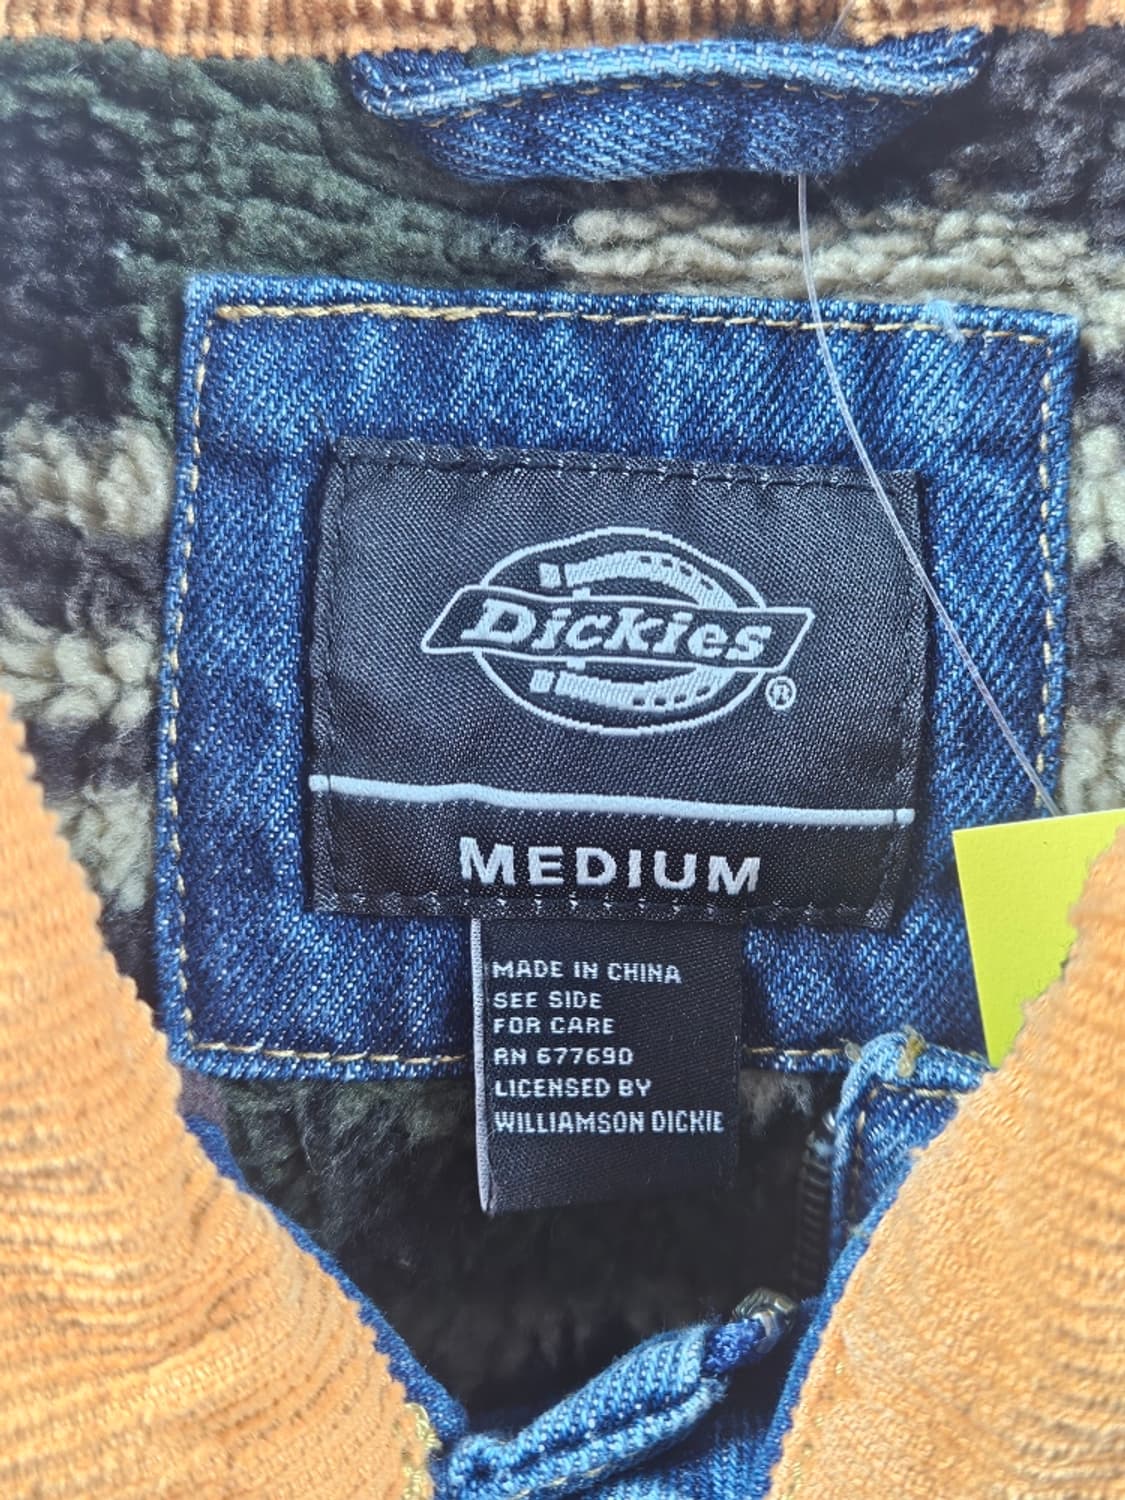 Dickies®
MEDIUM
MADE IN CHINA
SEE SIDE
FOR CARE
RN 677690
LICENSED BY
WILLIAMSON DICKIE